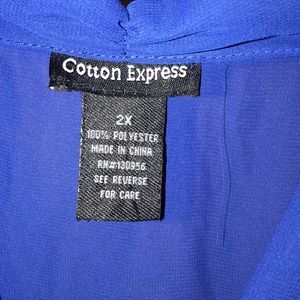 Cotton Express
2X
100% POLYESTER
MADE IN CHINA
RN#130956
SEE REVERSE
FOR CARE